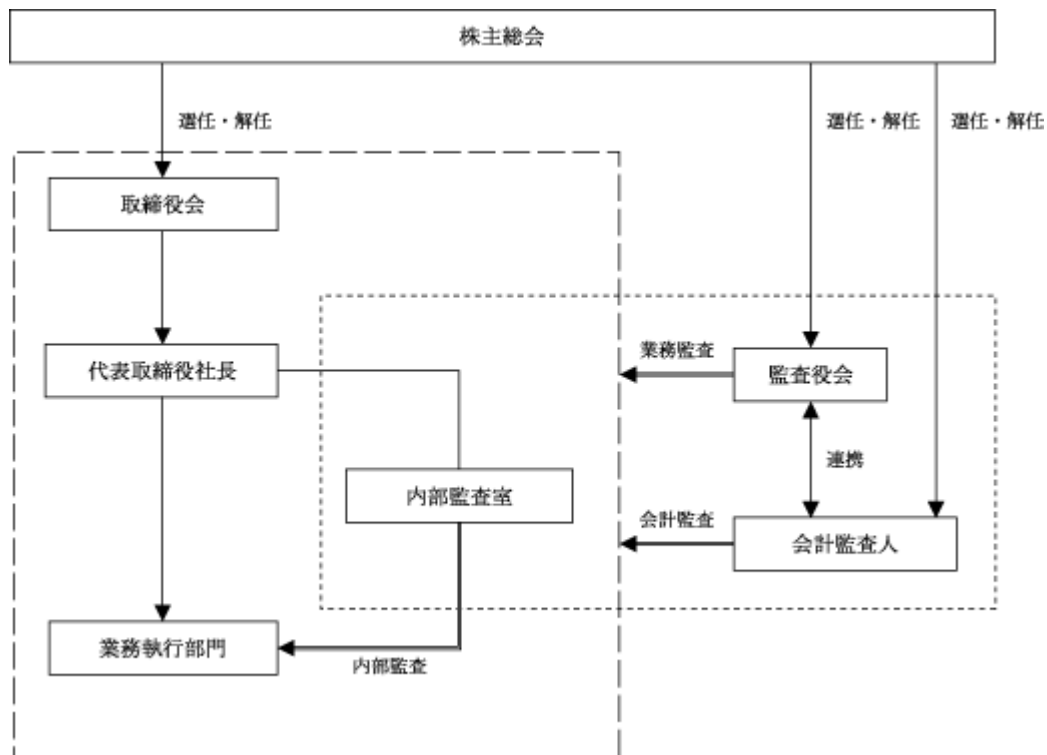 株主総会
選任・解任
選任・解任
選任・解任
取締役会
代表取締役社長
業務監査
監査役会
連携
内部監査室
会計監査
会計監査人
業務執行部門
内部監査